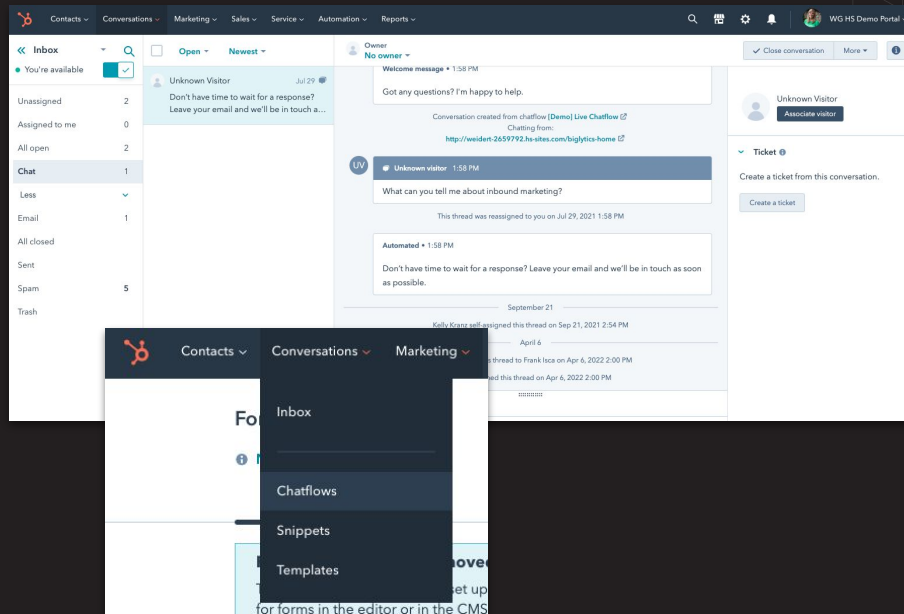 Contacts Conversations Marketing Sales Service Automation Reports WG HS Demo Portal
Inbox
You're available
Unassigned 2
Assigned to me 0
All open 2
Chat 1
Less
Email 1
All closed
Sent
Spam 5
Trash
Open Newest
Unknown Visitor Jul 29
Don't have time to wait for a response?
Leave your email and we'll be in touch a...
Owner
No owner
Welcome message • 1:58 PM
Got any questions? I'm happy to help.
Conversation created from chatflow [Demo] Live Chatflow
Chatting from:
http://weidert-2659792.hs-sites.com/biglytics-home
UV
Unknown visitor 1:58 PM
What can you tell me about inbound marketing?
This thread was reassigned to you on Jul 29, 2021 1:58 PM
Automated • 1:58 PM
Don't have time to wait for a response? Leave your email and we'll be in touch as soon
as possible.
September 21
Kelly Kranz self-assigned this thread on Sep 21, 2021 2:54 PM
April 6
thread to Frank Isca on Apr 6, 2022 2:00 PM
this thread on Apr 6, 2022 2:00 PM
Close conversation More
Unknown Visitor
Associate visitor
Ticket
Create a ticket from this conversation.
Create a ticket
Contacts Conversations Marketing
Inbox
Chatflows
Snippets
Templates
set up
for forms in the editor or in the CMS